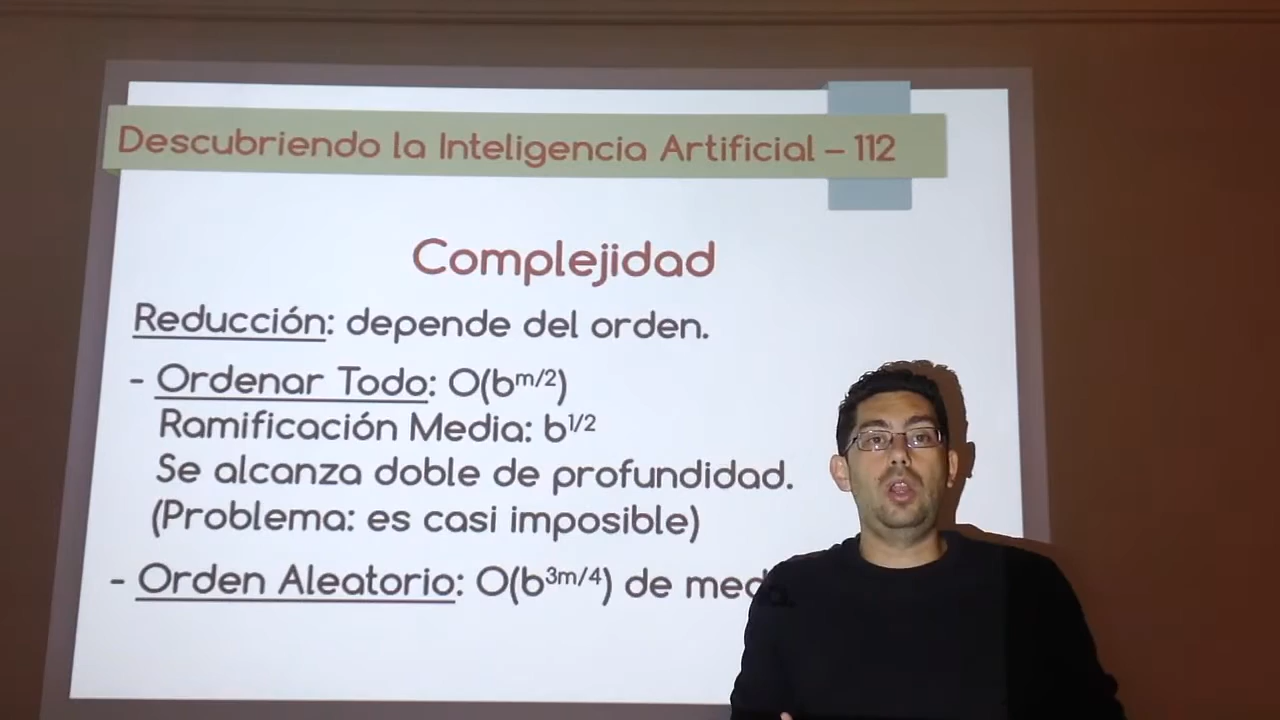 Descubriendo la Inteligencia Artificial – 112
Complejidad
Reducción: depende del orden.
- Ordenar Todo: O(b^m/2)
Ramificación Media: b^1/2
Se alcanza doble de profundidad.
(Problema: es casi imposible)
- Orden Aleatorio: O(b^3m/4) de media.